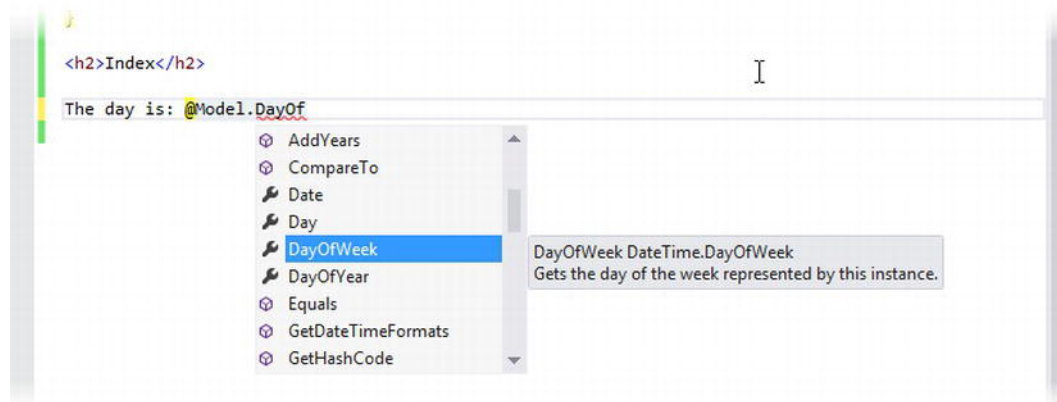 }
<h2>Index</h2>
The day is: @Model.DayOf
AddYears
CompareTo
Date
Day
DayOfWeek
DayOfYear
Equals
GetDateTimeFormats
GetHashCode
DayOfWeek DateTime.DayOfWeek
Gets the day of the week represented by this instance.